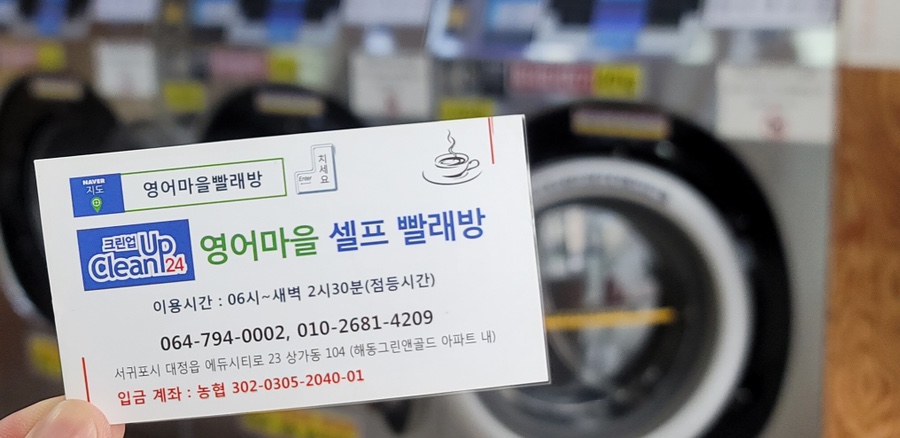 NAVER
지도
영어마을빨래방
Enter
치세요
크린업
Clean Up
24
영어마을 셀프 빨래방
이용시간 : 06시~새벽 2시30분(점등시간)
064-794-0002, 010-2681-4209
서귀포시 대정읍 에듀시티로 23 상가동 104 (해동그린앤골드 아파트 내)
입금 계좌 : 농협 302-0305-2040-01